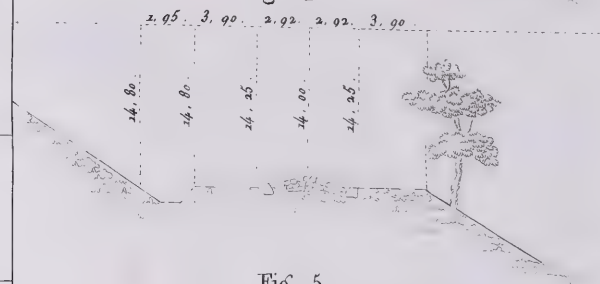 1, 95. 3, 90. 2, 92. 2, 92. 3, 90
14, 80.
14, 80.
14, 25
14, 00.
14, 25
Fig. 5